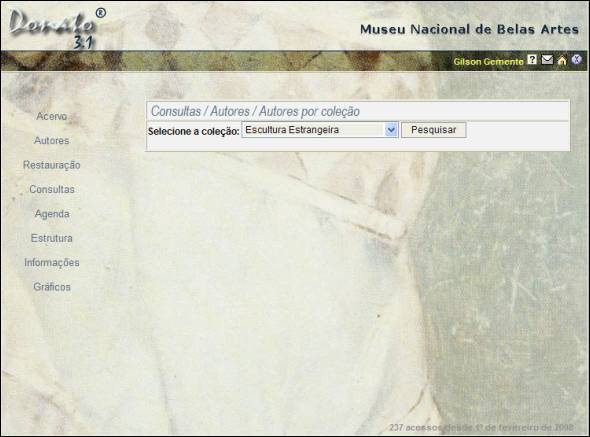 Donato ®
3.1
Museu Nacional de Belas Artes
Gilson Gemente ? X
Acervo
Autores
Restauração
Consultas
Agenda
Estrutura
Informações
Gráficos
Consultas / Autores / Autores por coleção
Selecione a coleção: Escultura Estrangeira Pesquisar
237 acessos desde 1º de fevereiro de 2008